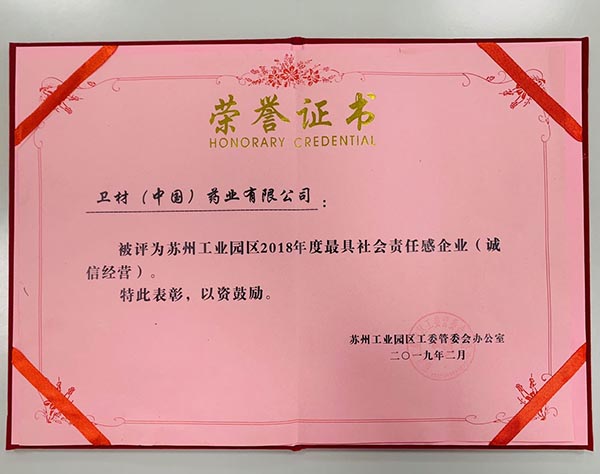 荣誉证书
HONORARY CREDENTIAL
卫材（中国）药业有限公司：
被评为苏州工业园区2018年度最具社会责任感企业（诚
信经营）。
特此表彰，以资鼓励。
苏州工业园区工委管委会办公室
二〇一九年二月